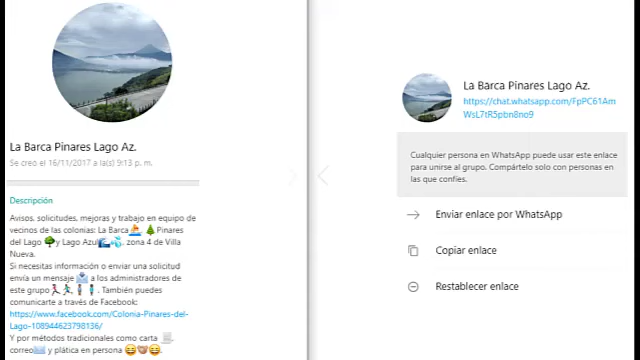 La Barca Pinares Lago Az.
Se creó el 16/11/2017 a la(s) 9:13 p. m.
Descripción
Avisos, solicitudes, mejoras y trabajo en equipo de
vecinos de las colonias: La Barca⛵, 🌲Pinares
del Lago 🌳y Lago Azul🌊💦, zona 4 de Villa
Nueva.
Si necesitas información o enviar una solicitud
envía un mensaje 📨 a los administradores de
este grupo🏃🏃🚶🧍. También puedes
comunicarte a través de Facebook:
https://www.facebook.com/Colonia-Pinares-del-
Lago-108944623798136/
Y por métodos tradicionales como carta 📃,
correo📨 y plática en persona 😄🐵😄.
La Barca Pinares Lago Az.
https://chat.whatsapp.com/FpPC61Am
WsL7tR5pbn8no9
Cualquier persona en WhatsApp puede usar este enlace
para unirse al grupo. Compártelo solo con personas en
las que confíes.
Enviar enlace por WhatsApp
Copiar enlace
Restablecer enlace